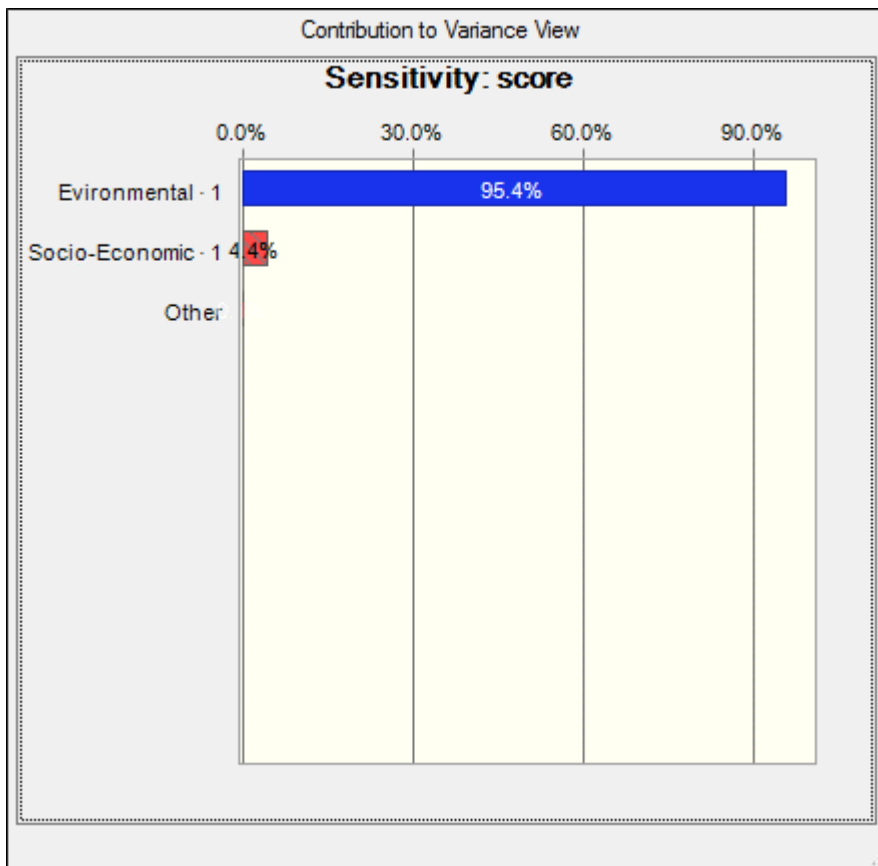 Contribution to Variance View
Sensitivity: score
0.0% 30.0% 60.0% 90.0%
Evironmental - 1 95.4%
Socio-Economic - 1 4.4%
Other